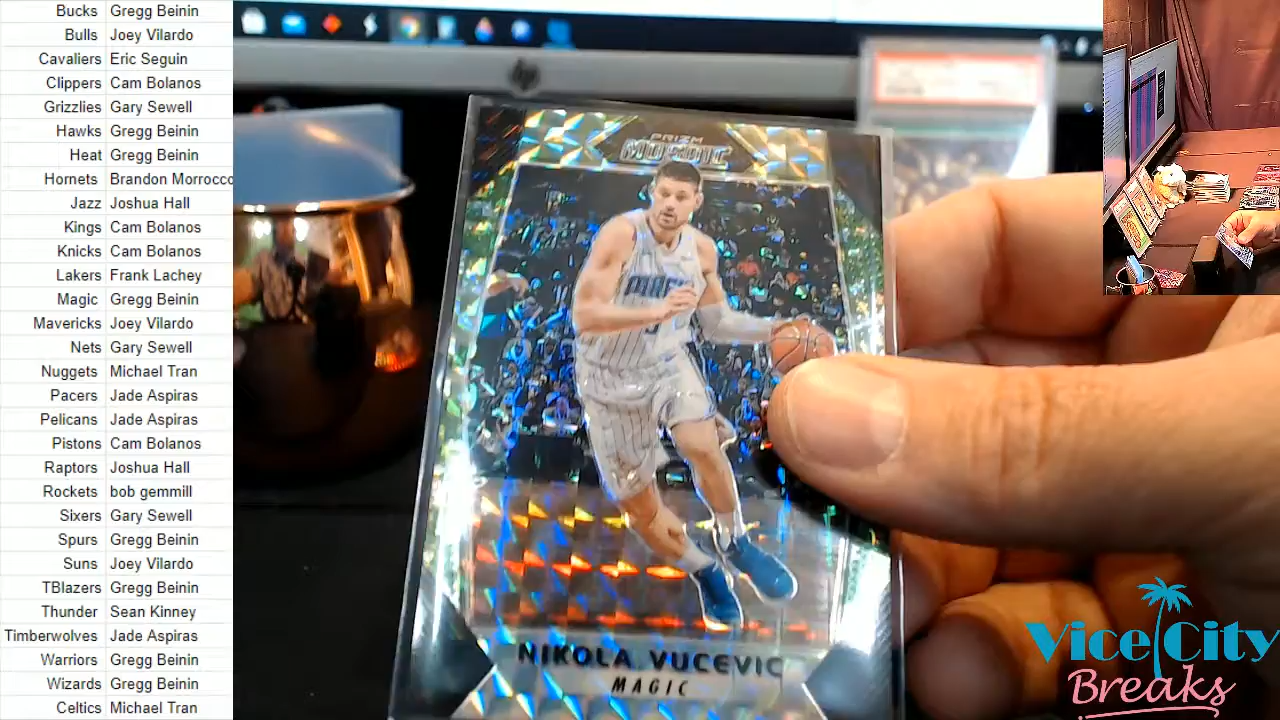 Bucks Gregg Beinin
Bulls Joey Vilardo
Cavaliers Eric Seguin
Clippers Cam Bolanos
Grizzlies Gary Sewell
Hawks Gregg Beinin
Heat Gregg Beinin
Hornets Brandon Morrocco
Jazz Joshua Hall
Kings Cam Bolanos
Knicks Cam Bolanos
Lakers Frank Lachey
Magic Gregg Beinin
Mavericks Joey Vilardo
Nets Gary Sewell
Nuggets Michael Tran
Pacers Jade Aspiras
Pelicans Jade Aspiras
Pistons Cam Bolanos
Raptors Joshua Hall
Rockets bob gemmill
Sixers Gary Sewell
Spurs Gregg Beinin
Suns Joey Vilardo
TBlazers Gregg Beinin
Thunder Sean Kinney
Timberwolves Jade Aspiras
Warriors Gregg Beinin
Wizards Gregg Beinin
Celtics Michael Tran
hp
PRIZM
MOSAIC
NIKOLA VUCEVIC
MAGIC
Vice City
Breaks